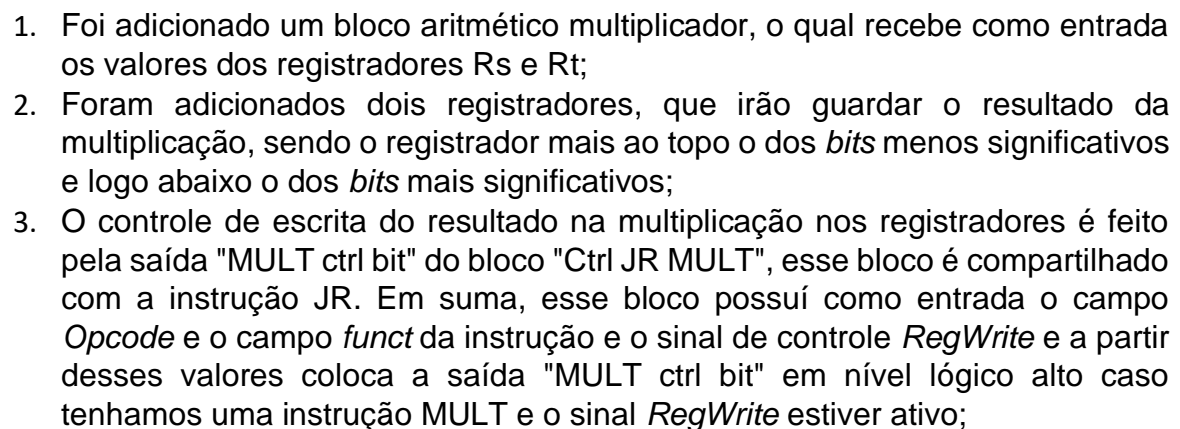 1. Foi adicionado um bloco aritmético multiplicador, o qual recebe como entrada
os valores dos registradores Rs e Rt;
2. Foram adicionados dois registradores, que irão guardar o resultado da
multiplicação, sendo o registrador mais ao topo o dos bits menos significativos
e logo abaixo o dos bits mais significativos;
3. O controle de escrita do resultado na multiplicação nos registradores é feito
pela saída "MULT ctrl bit" do bloco "Ctrl JR MULT", esse bloco é compartilhado
com a instrução JR. Em suma, esse bloco possuí como entrada o campo
Opcode e o campo funct da instrução e o sinal de controle RegWrite e a partir
desses valores coloca a saída "MULT ctrl bit" em nível lógico alto caso
tenhamos uma instrução MULT e o sinal RegWrite estiver ativo;